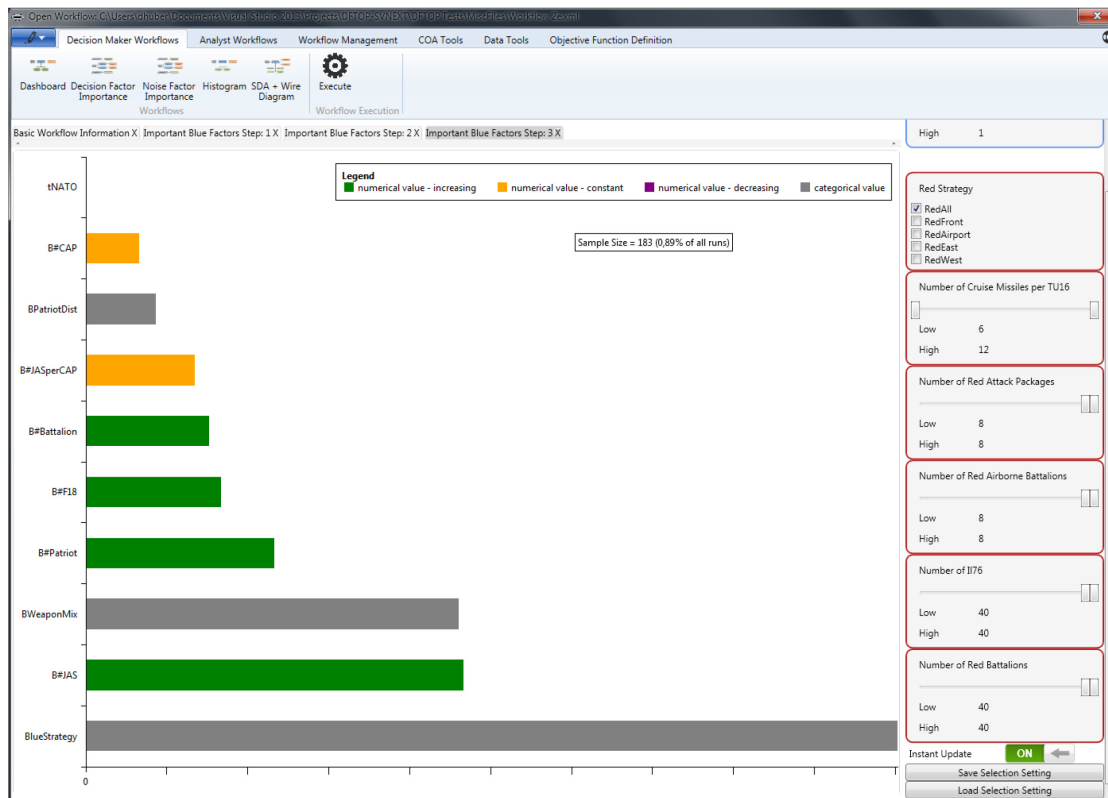 Open Workflow: C:\Users\dhuber\Documents\Visual Studio 2013\Projects\DFTOP-SVNEXT\DFTOP.Tests\MiscFiles\Workflow_2e.xml
Decision Maker Workflows Analyst Workflows Workflow Management COA Tools Data Tools Objective Function Definition
Dashboard Decision Factor Importance Noise Factor Importance Histogram SDA + Wire Diagram Execute
Workflows Workflow Execution
Basic Workflow Information X Important Blue Factors Step: 1 X Important Blue Factors Step: 2 X Important Blue Factors Step: 3 X
Legend
numerical value - increasing numerical value - constant numerical value - decreasing categorical value
Sample Size = 183 (0,89% of all runs)
tNATO
B#CAP
BPatriotDist
B#JASperCAP
B#Battalion
B#F18
B#Patriot
BWeaponMix
B#JAS
BlueStrategy
0
High 1
Red Strategy
RedAll
RedFront
RedAirport
RedEast
RedWest
Number of Cruise Missiles per TU16
Low 6
High 12
Number of Red Attack Packages
Low 8
High 8
Number of Red Airborne Battalions
Low 8
High 8
Number of Il76
Low 40
High 40
Number of Red Battalions
Low 40
High 40
Instant Update ON
Save Selection Setting
Load Selection Setting